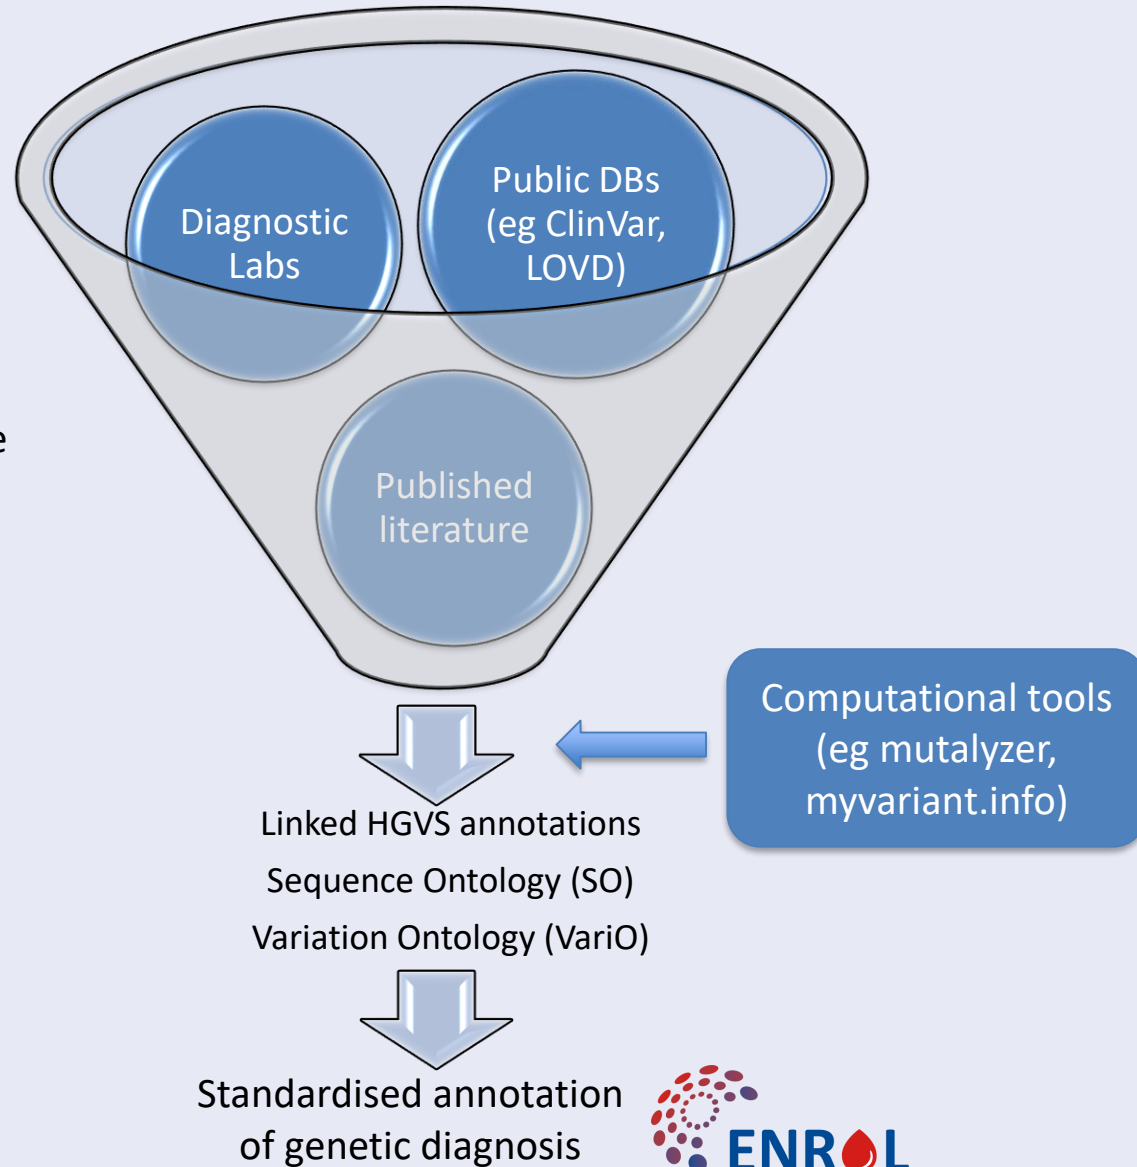 Diagnostic
Labs
Public DBs
(eg ClinVar,
LOVD)
e
Published
literature
Computational tools
(eg mutalyzer,
myvariant.info)
Linked HGVS annotations
Sequence Ontology (SO)
Variation Ontology (VariO)
Standardised annotation
of genetic diagnosis
ENROL